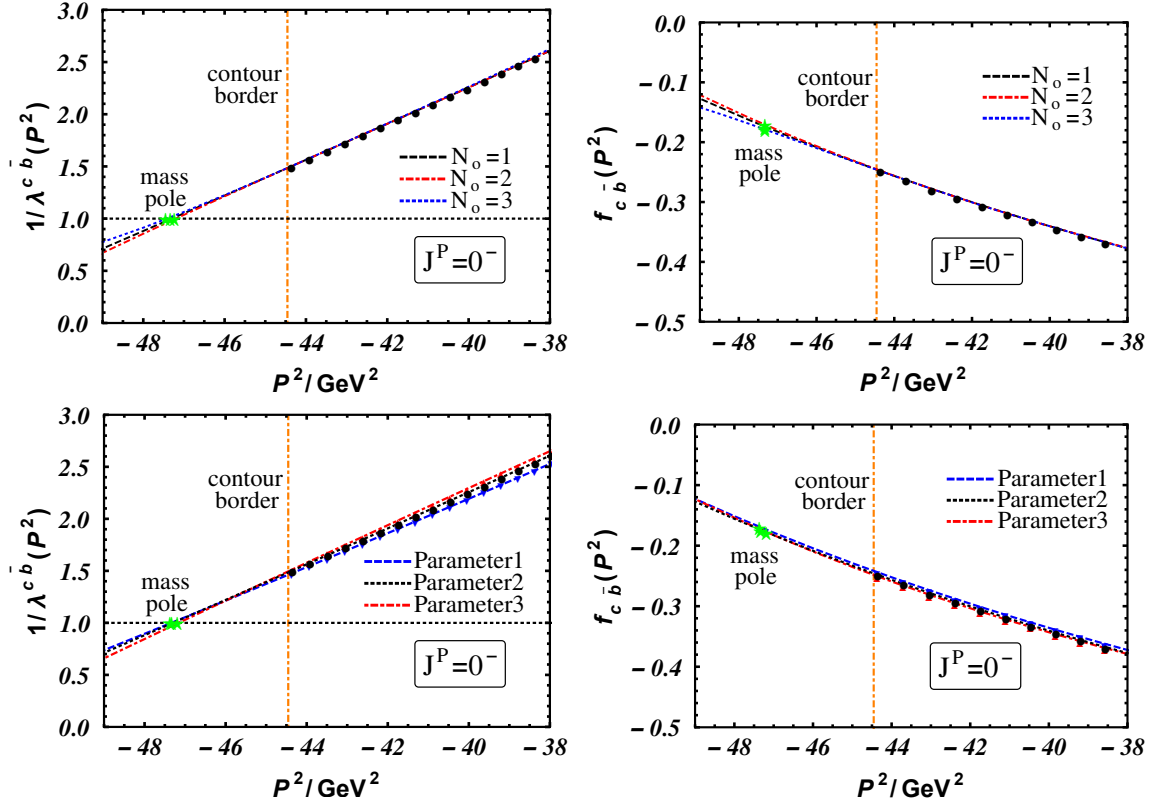 3.0
2.5
2.0
1.5
1.0
0.5
0.0
1/λ^{c b̄}(P²)
contour
border
mass
pole
N_o=1
N_o=2
N_o=3
J^P=0⁻
−48 −46 −44 −42 −40 −38
P²/GeV²
0.0
−0.1
−0.2
−0.3
−0.4
−0.5
f_{c b̄}(P²)
contour
border
mass
pole
N_o=1
N_o=2
N_o=3
J^P=0⁻
−48 −46 −44 −42 −40 −38
P²/GeV²
3.0
2.5
2.0
1.5
1.0
0.5
0.0
1/λ^{c b̄}(P²)
contour
border
mass
pole
Parameter1
Parameter2
Parameter3
J^P=0⁻
−48 −46 −44 −42 −40 −38
P²/GeV²
0.0
−0.1
−0.2
−0.3
−0.4
−0.5
f_{c b̄}(P²)
contour
border
mass
pole
Parameter1
Parameter2
Parameter3
J^P=0⁻
−48 −46 −44 −42 −40 −38
P²/GeV²